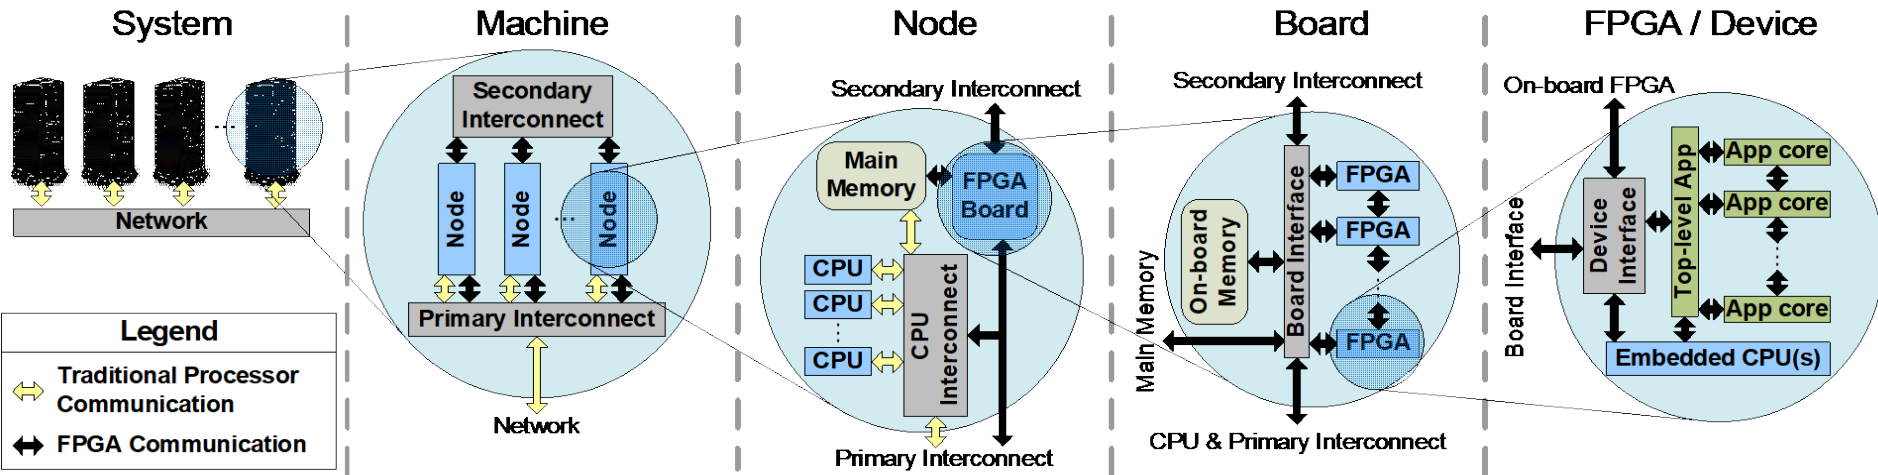 System
Network
Legend
Traditional Processor
Communication
FPGA Communication
Machine
Secondary
Interconnect
Node
Node
Node
Primary Interconnect
Network
Node
Secondary Interconnect
Main
Memory
FPGA
Board
CPU
CPU
CPU
CPU
Interconnect
Primary Interconnect
Board
Secondary Interconnect
Board Interface
FPGA
FPGA
FPGA
On-board
Memory
Main Memory
CPU & Primary Interconnect
FPGA / Device
On-board FPGA
Board Interface
Device
Interface
Top-level App
App core
App core
App core
Embedded CPU(s)